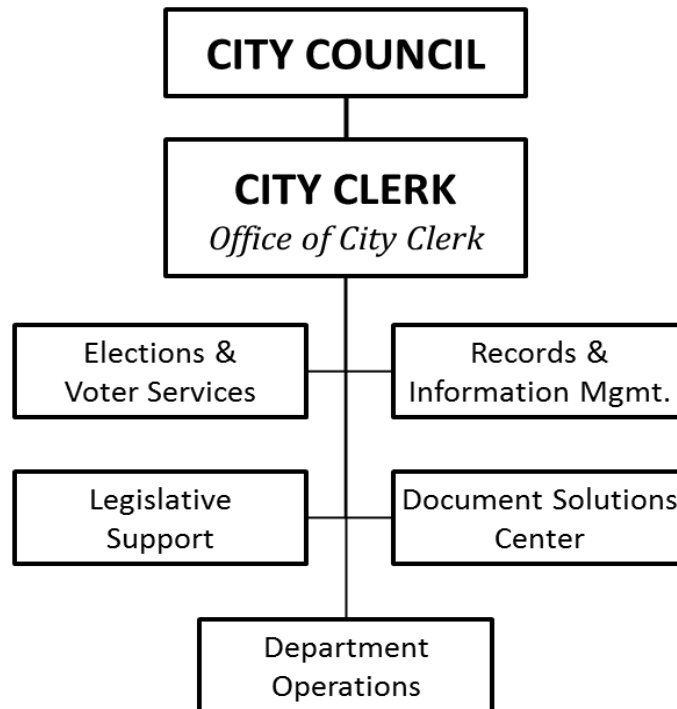 CITY COUNCIL
CITY CLERK
Office of City Clerk
Elections &
Voter Services
Records &
Information Mgmt.
Legislative
Support
Document Solutions
Center
Department
Operations